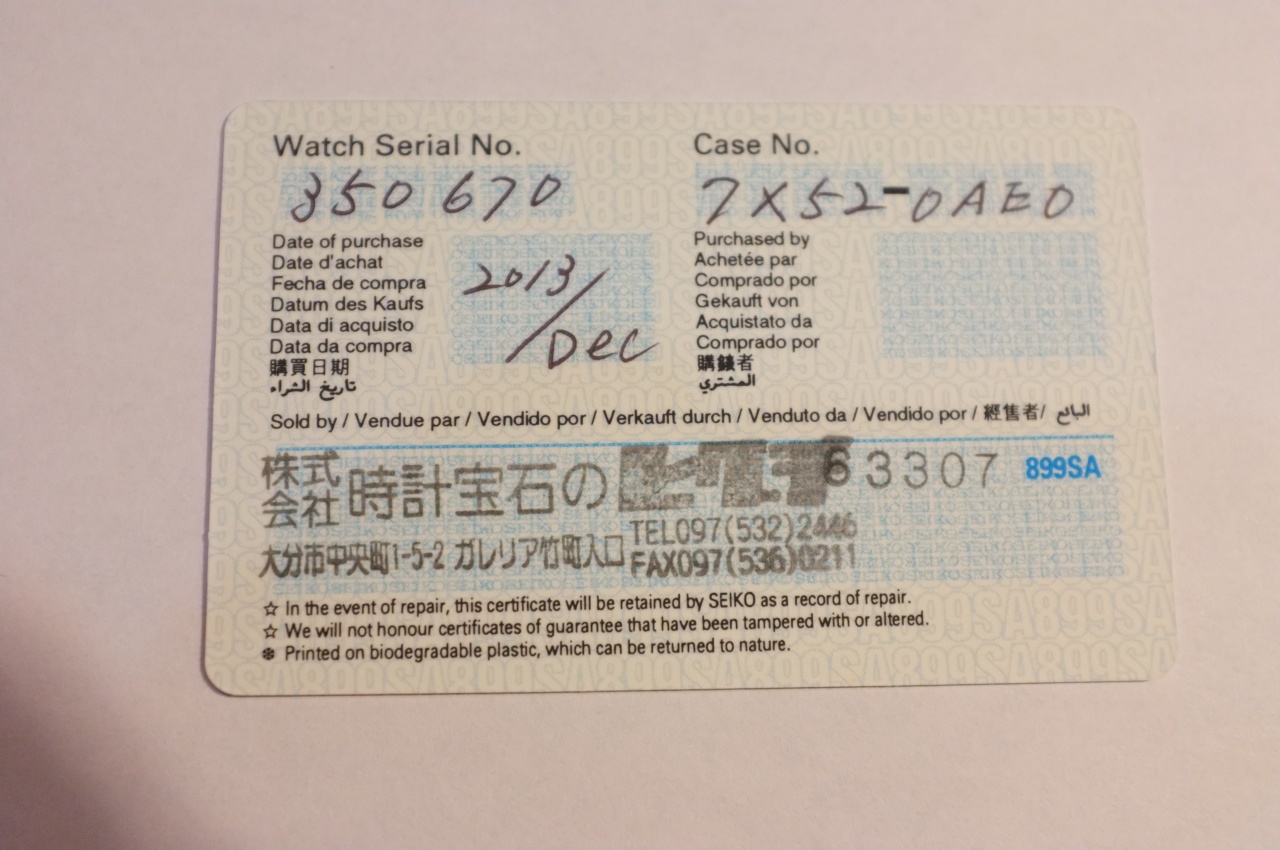 Watch Serial No.
350670
Case No.
7X52-0AE0
Date of purchase
Date d'achat
Fecha de compra
Datum des Kaufs
Data di acquisto
Data da compra
購買日期
تاريخ الشراء
2013/Dec
Purchased by
Achetée par
Comprado por
Gekauft von
Acquistato da
Comprado por
購錶者
المشتري
Sold by / Vendue par / Vendido por / Verkauft durch / Venduto da / Vendido por / 經售者/ البائع
株式会社 時計宝石の
63307 899SA
TEL097(532)2446
大分市中央町1-5-2 ガレリア竹町入口 FAX097(536)0211
☆ In the event of repair, this certificate will be retained by SEIKO as a record of repair.
☆ We will not honour certificates of guarantee that have been tampered with or altered.
❄ Printed on biodegradable plastic, which can be returned to nature.